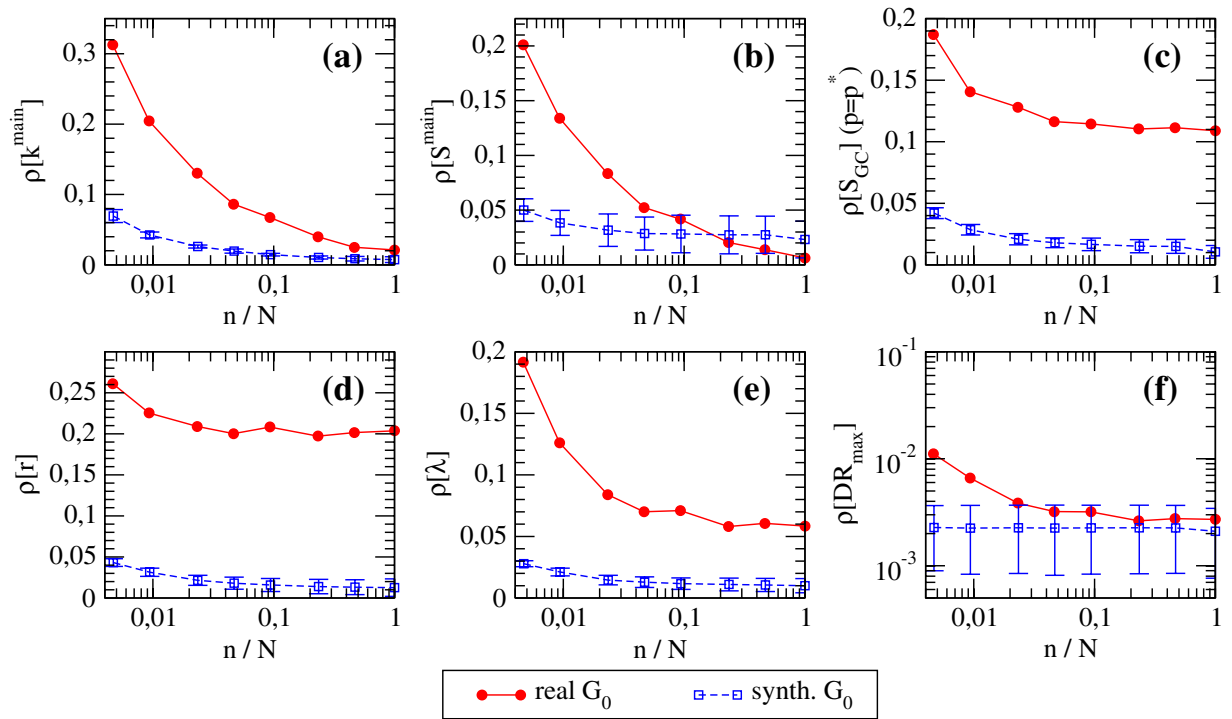 (a)
ρ[k^main]
0,3
0,2
0,1
0
0,01 0,1 1
n / N
(b)
ρ[S^main]
0,2
0,15
0,1
0,05
0
0,01 0,1 1
n / N
(c)
ρ[S_GC] (p=p^*)
0,2
0,15
0,1
0,05
0
0,01 0,1 1
n / N
(d)
ρ[r]
0,25
0,2
0,15
0,1
0,05
0
0,01 0,1 1
n / N
(e)
ρ[λ]
0,2
0,15
0,1
0,05
0
0,01 0,1 1
n / N
(f)
ρ[DR_max]
10^-1
10^-2
10^-3
0,01 0,1 1
n / N
real G_0 synth. G_0